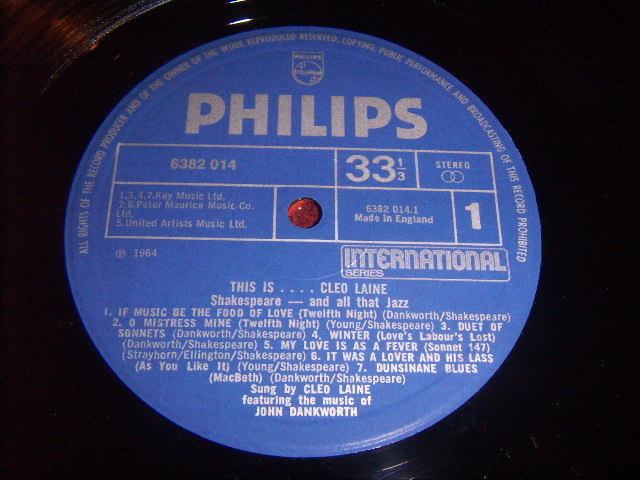 ALL RIGHTS OF THE RECORD PRODUCER AND OF THE OWNER OF THE WORK REPRODUCED RESERVED. COPYING, PUBLIC PERFORMANCE AND BROADCASTING OF THIS RECORD PROHIBITED
PHILIPS
PHILIPS
6382 014
33 1/3
STEREO
1,3,4,7.Key Music Ltd.
2,6.Peter Maurice Music Co.
Ltd.
5.United Artists Music Ltd.
6382 014.1
Made in England
1
℗ 1964
INTERNATIONAL
SERIES
THIS IS . . . . CLEO LAINE
Shakespeare — and all that Jazz
1. IF MUSIC BE THE FOOD OF LOVE (Twelfth Night) (Dankworth/Shakespeare)
2. O MISTRESS MINE (Twelfth Night) (Young/Shakespeare) 3. DUET OF
SONNETS (Dankworth/Shakespeare) 4. WINTER (Love's Labour's Lost)
(Dankworth/Shakespeare) 5. MY LOVE IS AS A FEVER (Sonnet 147)
(Strayhorn/Ellington/Shakespeare) 6. IT WAS A LOVER AND HIS LASS
(As You Like It) (Young/Shakespeare) 7. DUNSINANE BLUES
(MacBeth) (Dankworth/Shakespeare)
Sung by CLEO LAINE
featuring the music of
JOHN DANKWORTH